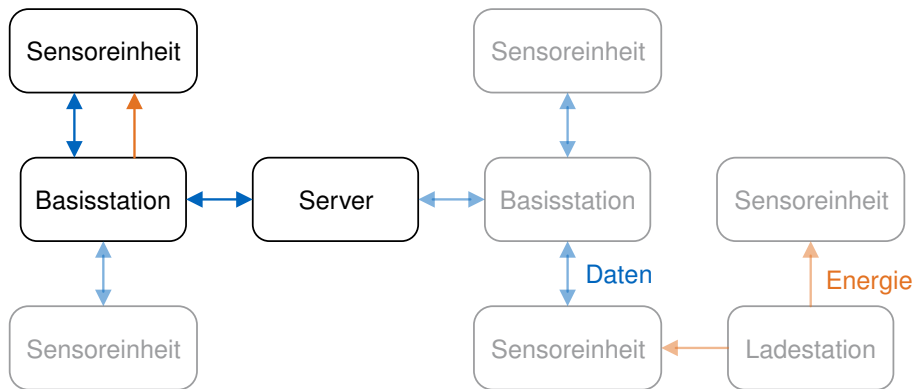 Sensoreinheit
Sensoreinheit
Basisstation
Server
Basisstation
Sensoreinheit
Daten
Energie
Sensoreinheit
Sensoreinheit
Ladestation